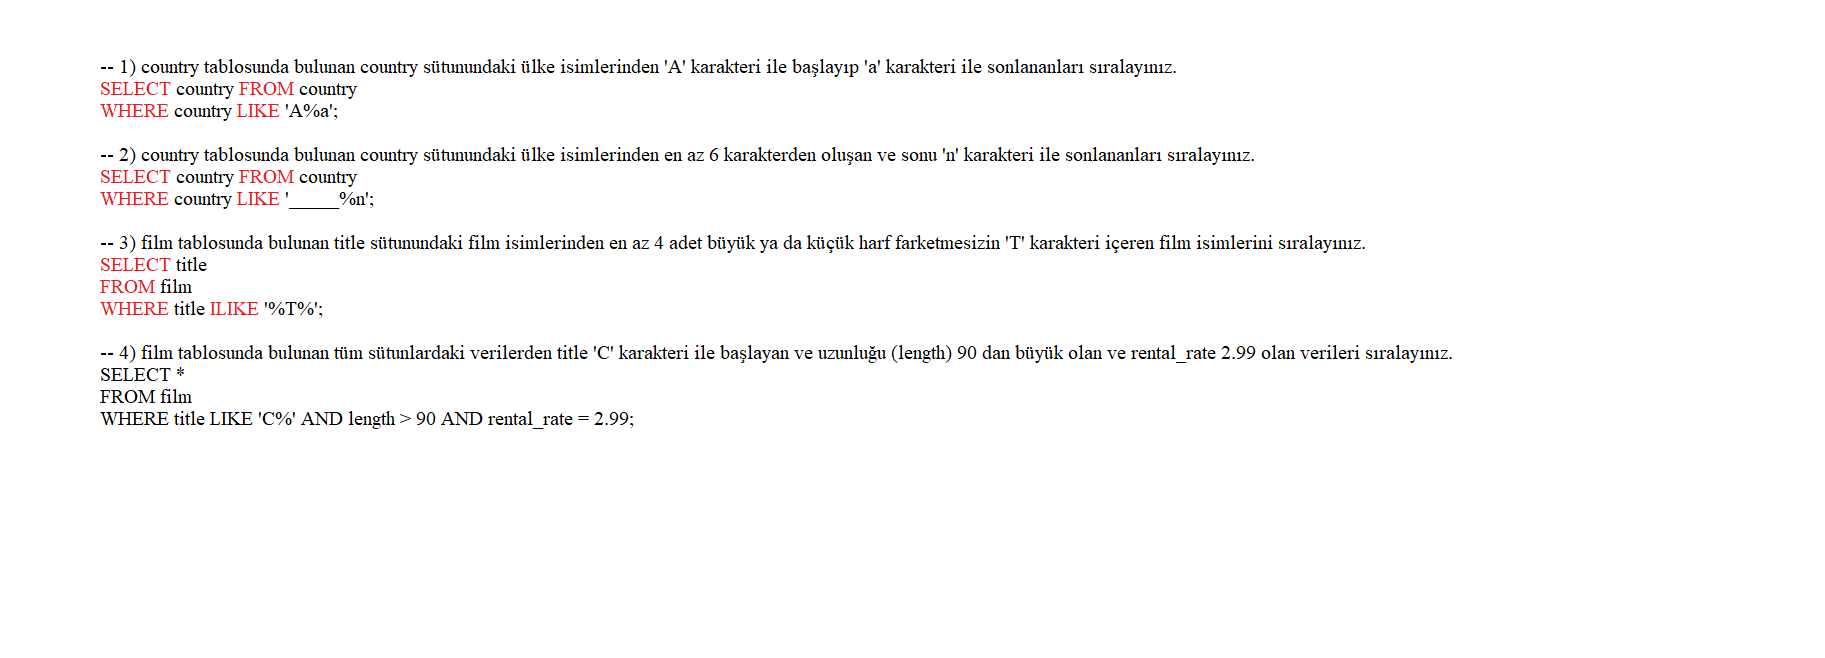 -- 1) country tablosunda bulunan country sütunundaki ülke isimlerinden 'A' karakteri ile başlayıp 'a' karakteri ile sonlananları sıralayınız.
SELECT country FROM country
WHERE country LIKE 'A%a';
-- 2) country tablosunda bulunan country sütunundaki ülke isimlerinden en az 6 karakterden oluşan ve sonu 'n' karakteri ile sonlananları sıralayınız.
SELECT country FROM country
WHERE country LIKE '_____%n';
-- 3) film tablosunda bulunan title sütunundaki film isimlerinden en az 4 adet büyük ya da küçük harf farketmesizin 'T' karakteri içeren film isimlerini sıralayınız.
SELECT title
FROM film
WHERE title ILIKE '%T%';
-- 4) film tablosunda bulunan tüm sütunlardaki verilerden title 'C' karakteri ile başlayan ve uzunluğu (length) 90 dan büyük olan ve rental_rate 2.99 olan verileri sıralayınız.
SELECT *
FROM film
WHERE title LIKE 'C%' AND length > 90 AND rental_rate = 2.99;